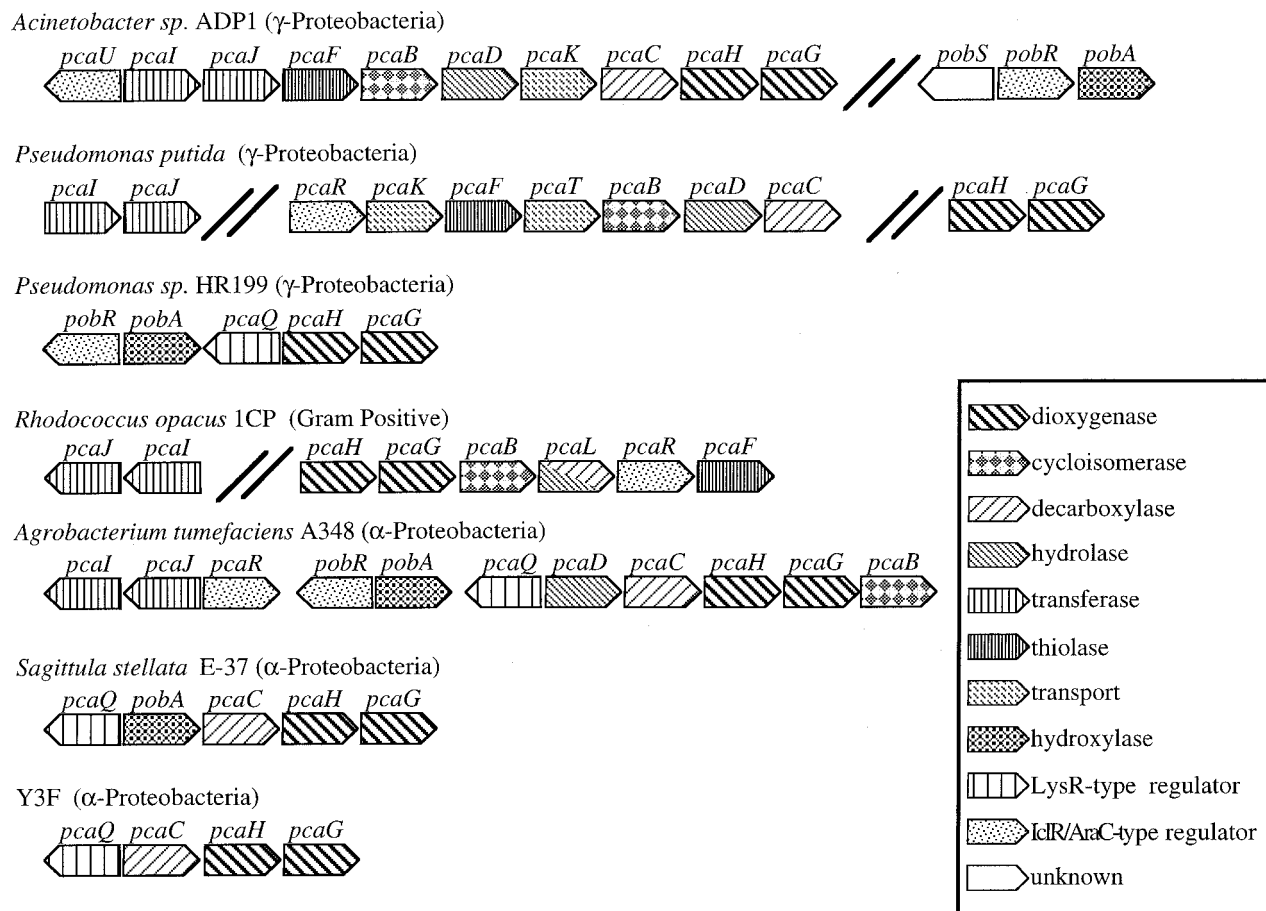 Acinetobacter sp. ADP1 (γ-Proteobacteria)
pcaU pcaI pcaJ pcaF pcaB pcaD pcaK pcaC pcaH pcaG pobS pobR pobA
Pseudomonas putida (γ-Proteobacteria)
pcaI pcaJ pcaR pcaK pcaF pcaT pcaB pcaD pcaC pcaH pcaG
Pseudomonas sp. HR199 (γ-Proteobacteria)
pobR pobA pcaQ pcaH pcaG
Rhodococcus opacus 1CP (Gram Positive)
pcaJ pcaI pcaH pcaG pcaB pcaL pcaR pcaF
Agrobacterium tumefaciens A348 (α-Proteobacteria)
pcaI pcaJ pcaR pobR pobA pcaQ pcaD pcaC pcaH pcaG pcaB
Sagittula stellata E-37 (α-Proteobacteria)
pcaQ pobA pcaC pcaH pcaG
Y3F (α-Proteobacteria)
pcaQ pcaC pcaH pcaG
dioxygenase
cycloisomerase
decarboxylase
hydrolase
transferase
thiolase
transport
hydroxylase
LysR-type regulator
IclR/AraC-type regulator
unknown